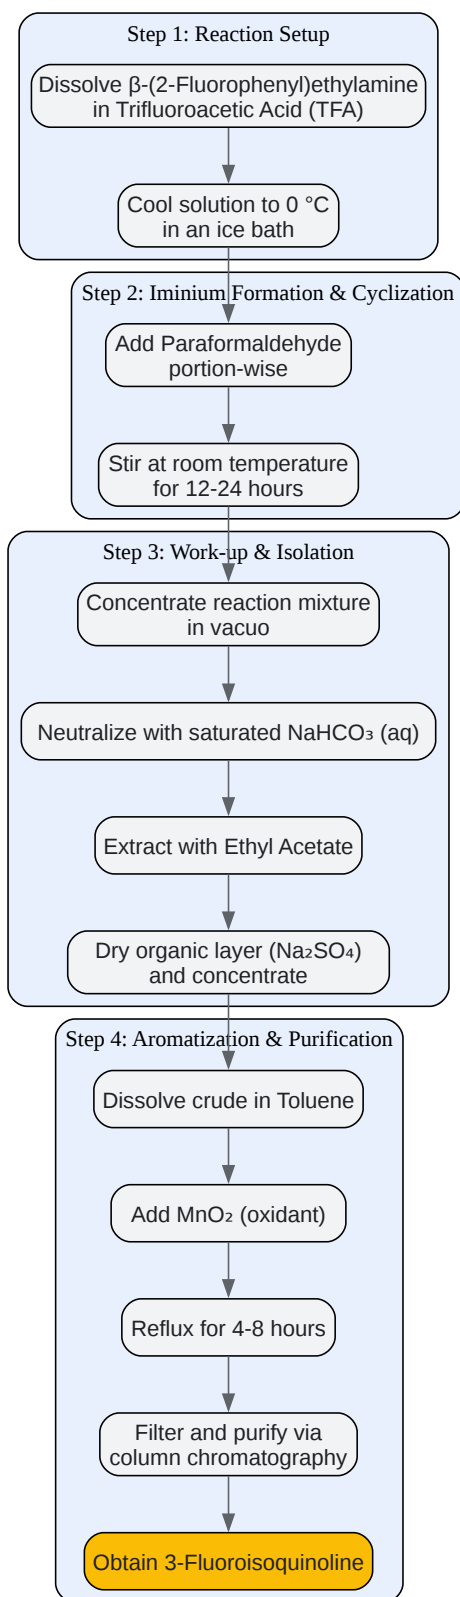 Step 1: Reaction Setup
Dissolve β-(2-Fluorophenyl)ethylamine
in Trifluoroacetic Acid (TFA)
Cool solution to 0 °C
in an ice bath
Step 2: Iminium Formation & Cyclization
Add Paraformaldehyde
portion-wise
Stir at room temperature
for 12-24 hours
Step 3: Work-up & Isolation
Concentrate reaction mixture
in vacuo
Neutralize with saturated NaHCO₃ (aq)
Extract with Ethyl Acetate
Dry organic layer (Na₂SO₄)
and concentrate
Step 4: Aromatization & Purification
Dissolve crude in Toluene
Add MnO₂ (oxidant)
Reflux for 4-8 hours
Filter and purify via
column chromatography
Obtain 3-Fluoroisoquinoline